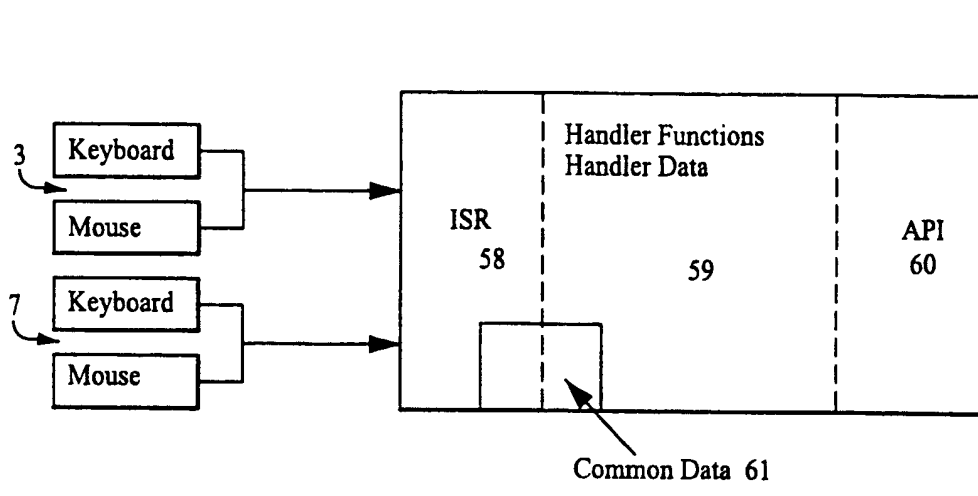 3
Keyboard
Mouse
7
Keyboard
Mouse
ISR
58
Handler Functions
Handler Data
59
API
60
Common Data 61